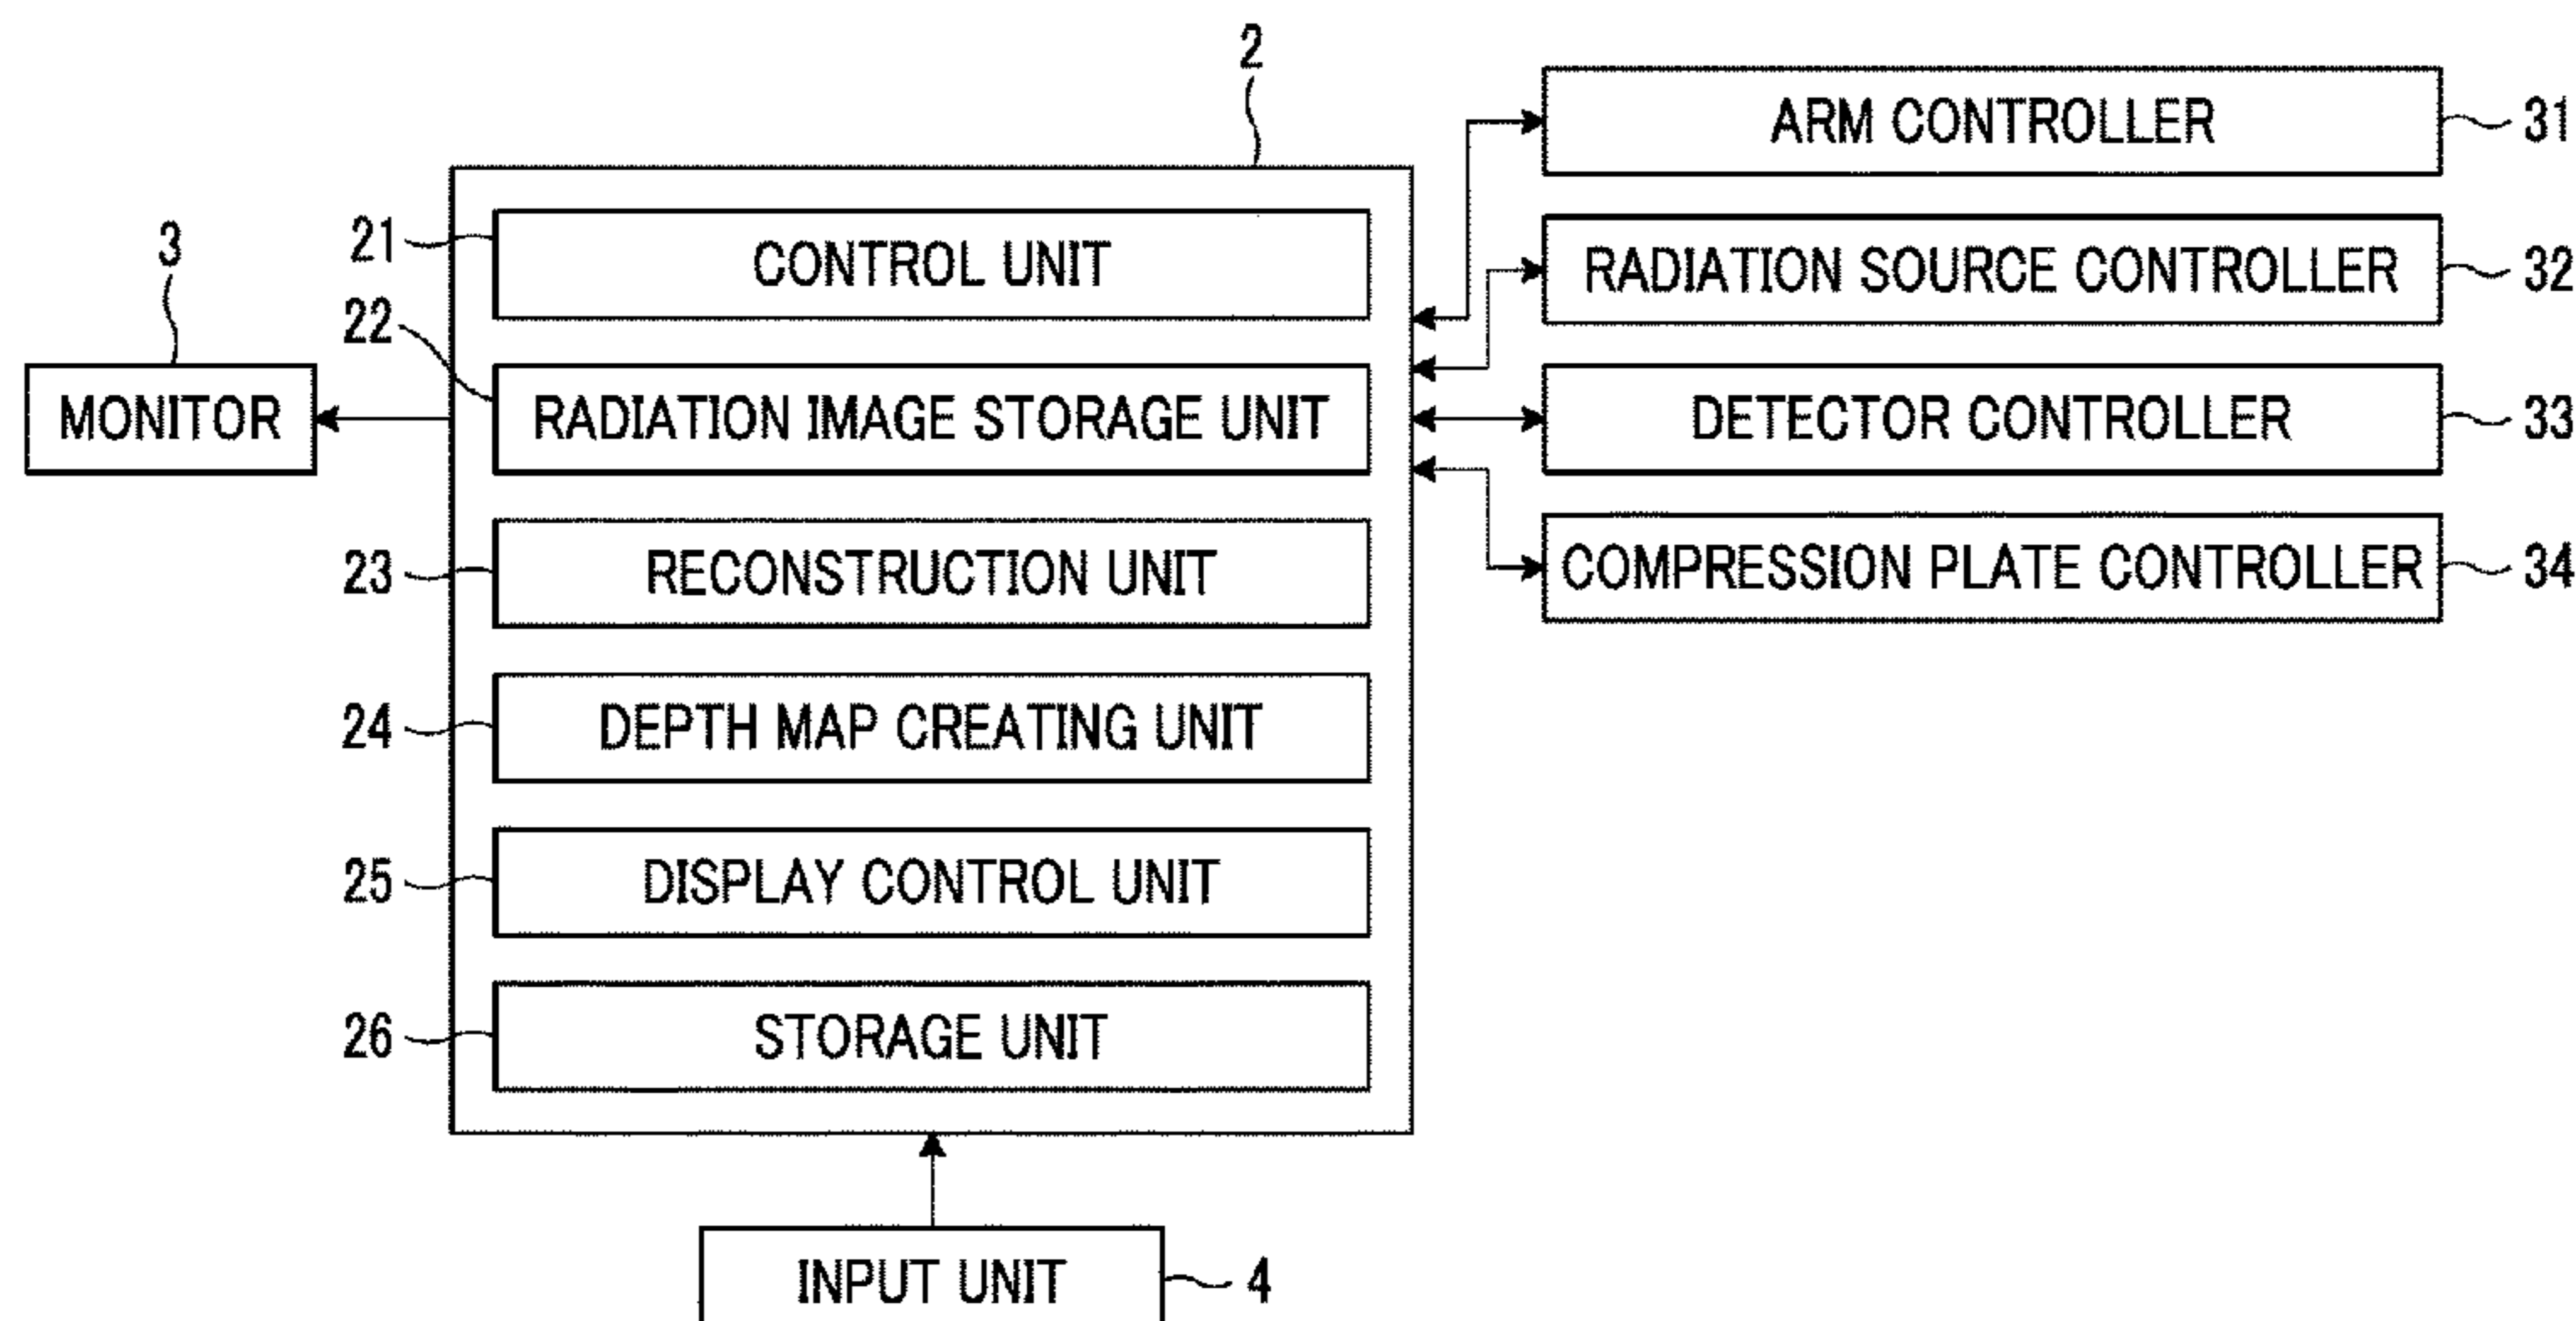 2
ARM CONTROLLER
31
21
CONTROL UNIT
RADIATION SOURCE CONTROLLER
32
3
22
MONITOR
RADIATION IMAGE STORAGE UNIT
DETECTOR CONTROLLER
33
23
RECONSTRUCTION UNIT
COMPRESSION PLATE CONTROLLER
34
24
DEPTH MAP CREATING UNIT
25
DISPLAY CONTROL UNIT
26
STORAGE UNIT
INPUT UNIT
4